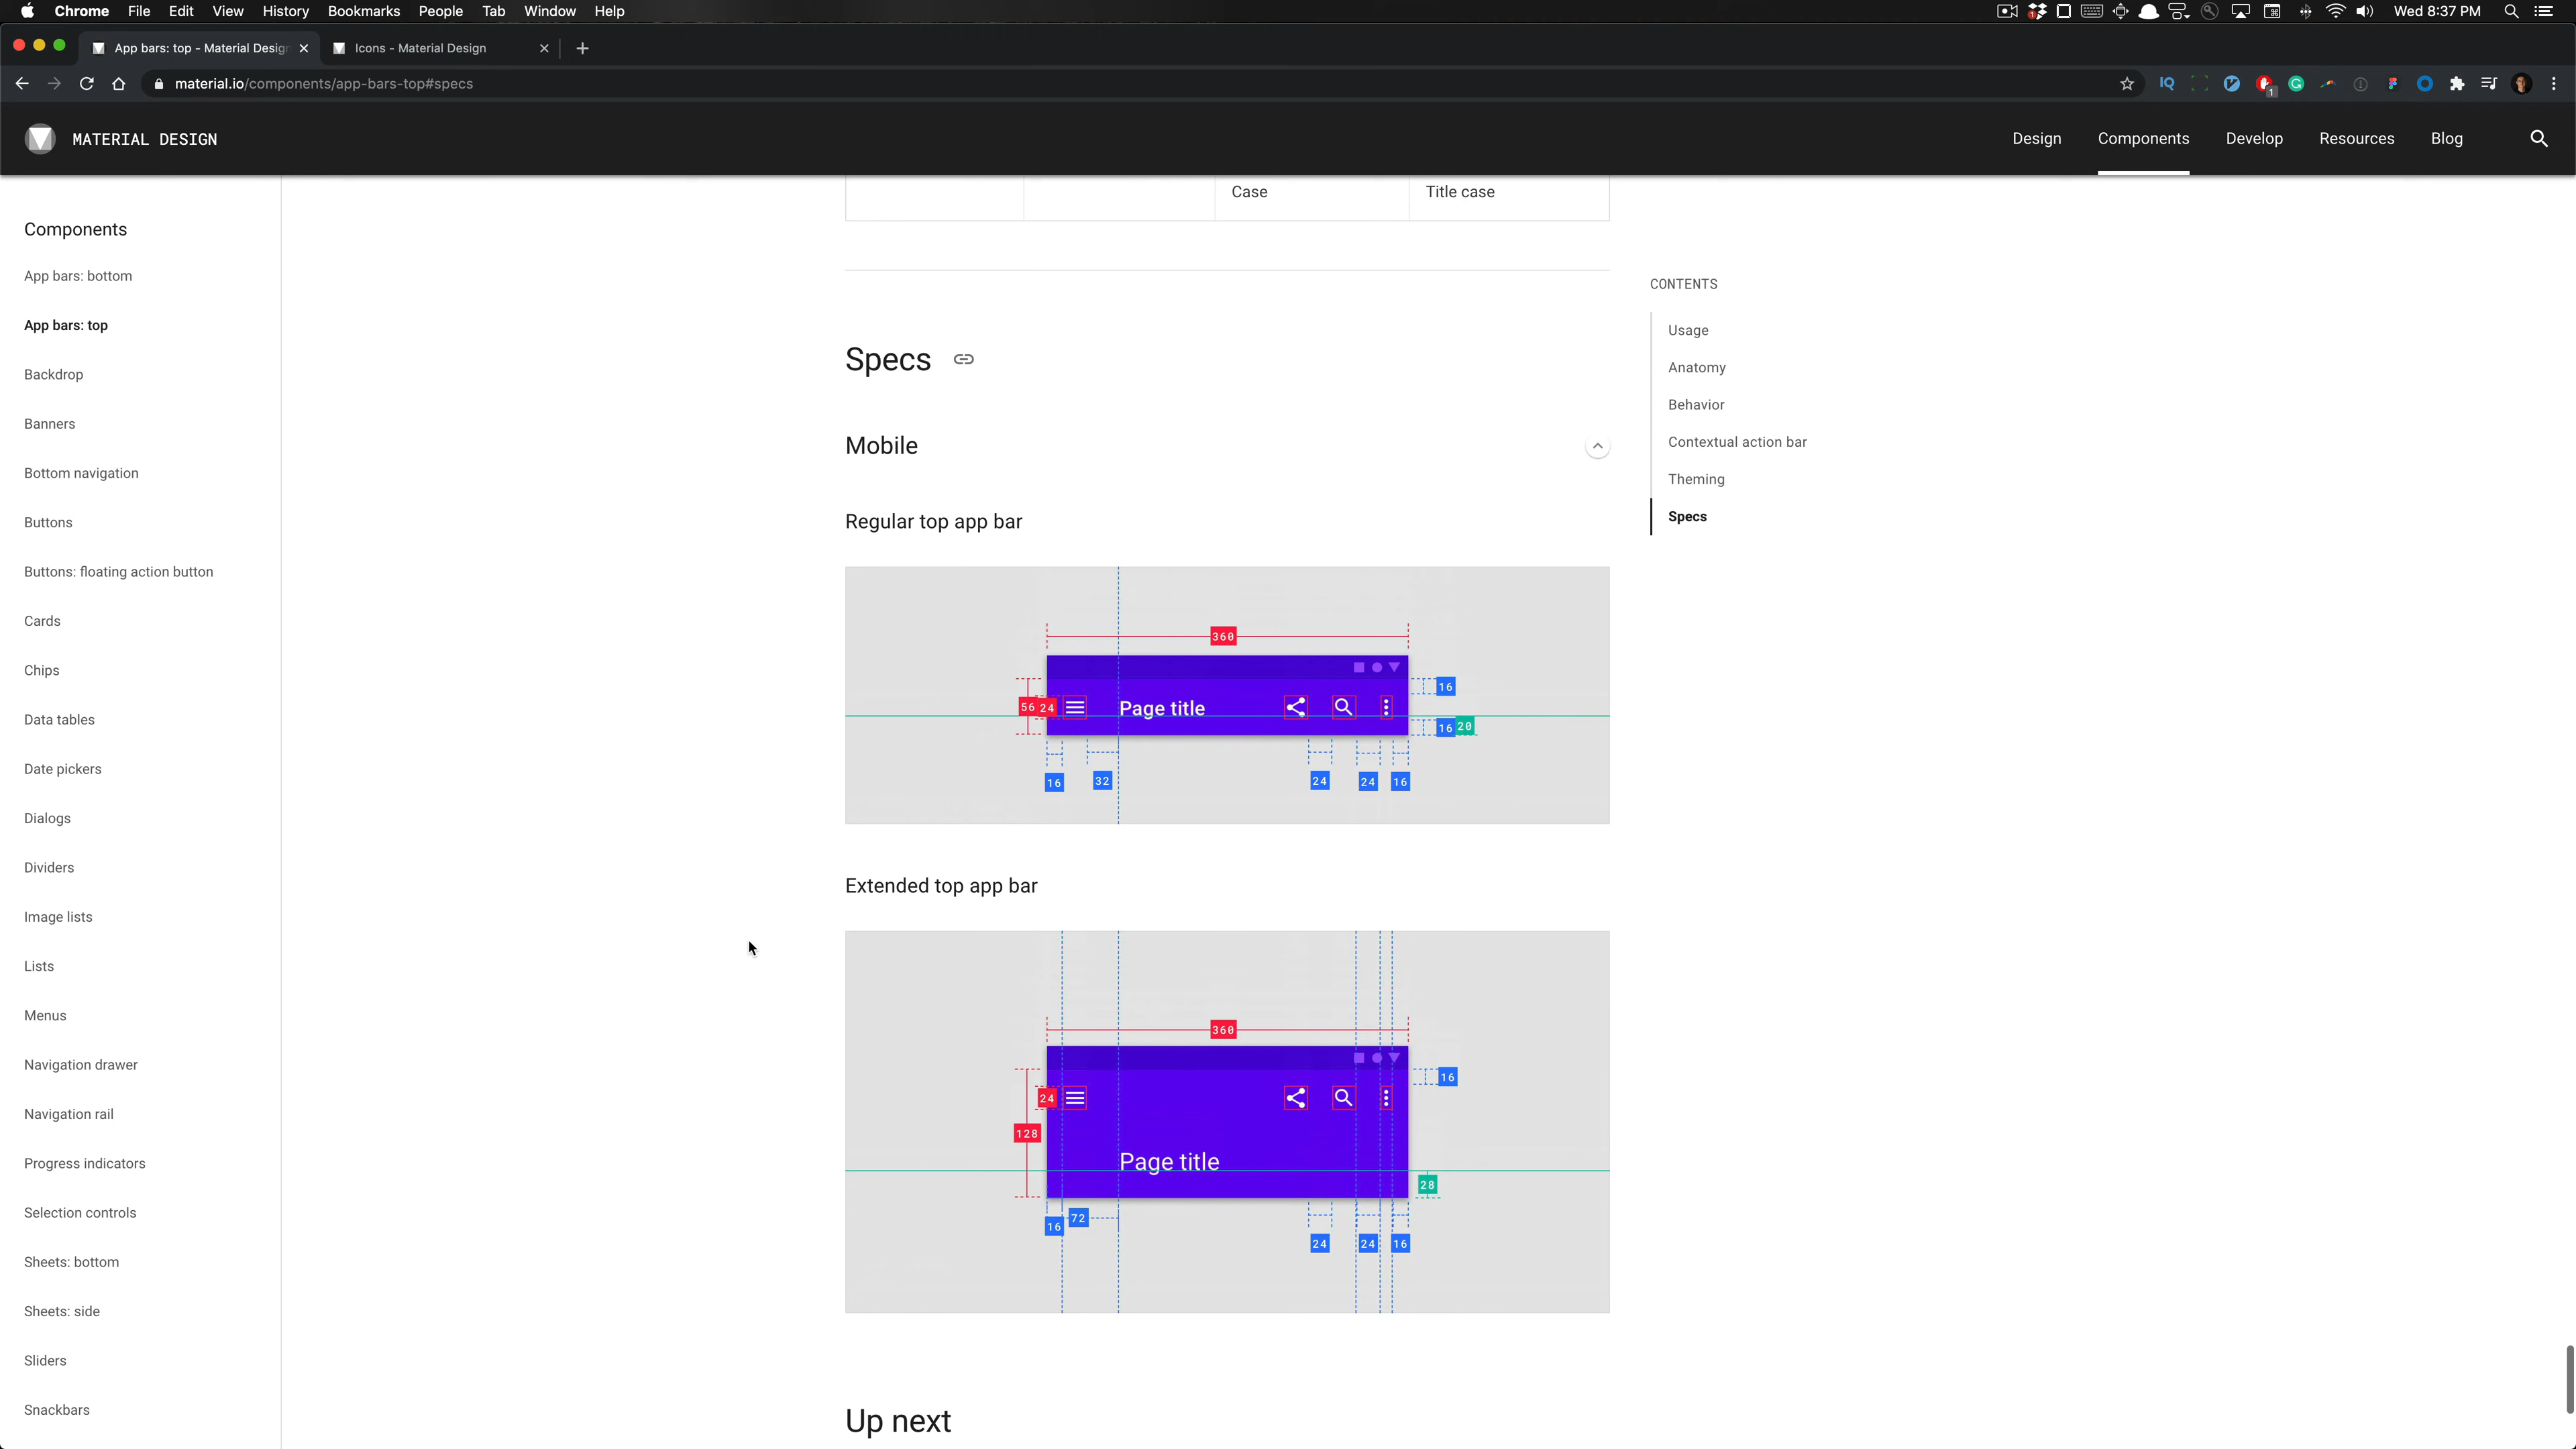 Chrome File Edit View History Bookmarks People Tab Window Help Wed 8:37 PM
App bars: top - Material Design Icons - Material Design
material.io/components/app-bars-top#specs IQ 1
MATERIAL DESIGN Design Components Develop Resources Blog
Components
App bars: bottom
App bars: top
Backdrop
Banners
Bottom navigation
Buttons
Buttons: floating action button
Cards
Chips
Data tables
Date pickers
Dialogs
Dividers
Image lists
Lists
Menus
Navigation drawer
Navigation rail
Progress indicators
Selection controls
Sheets: bottom
Sheets: side
Sliders
Snackbars
Case Title case
Specs
Mobile
Regular top app bar
360
16
56 24 Page title
16 20
16 32 24 24 16
Extended top app bar
360
16
24
128
Page title
28
16 72
24 24 16
Up next
CONTENTS
Usage
Anatomy
Behavior
Contextual action bar
Theming
Specs